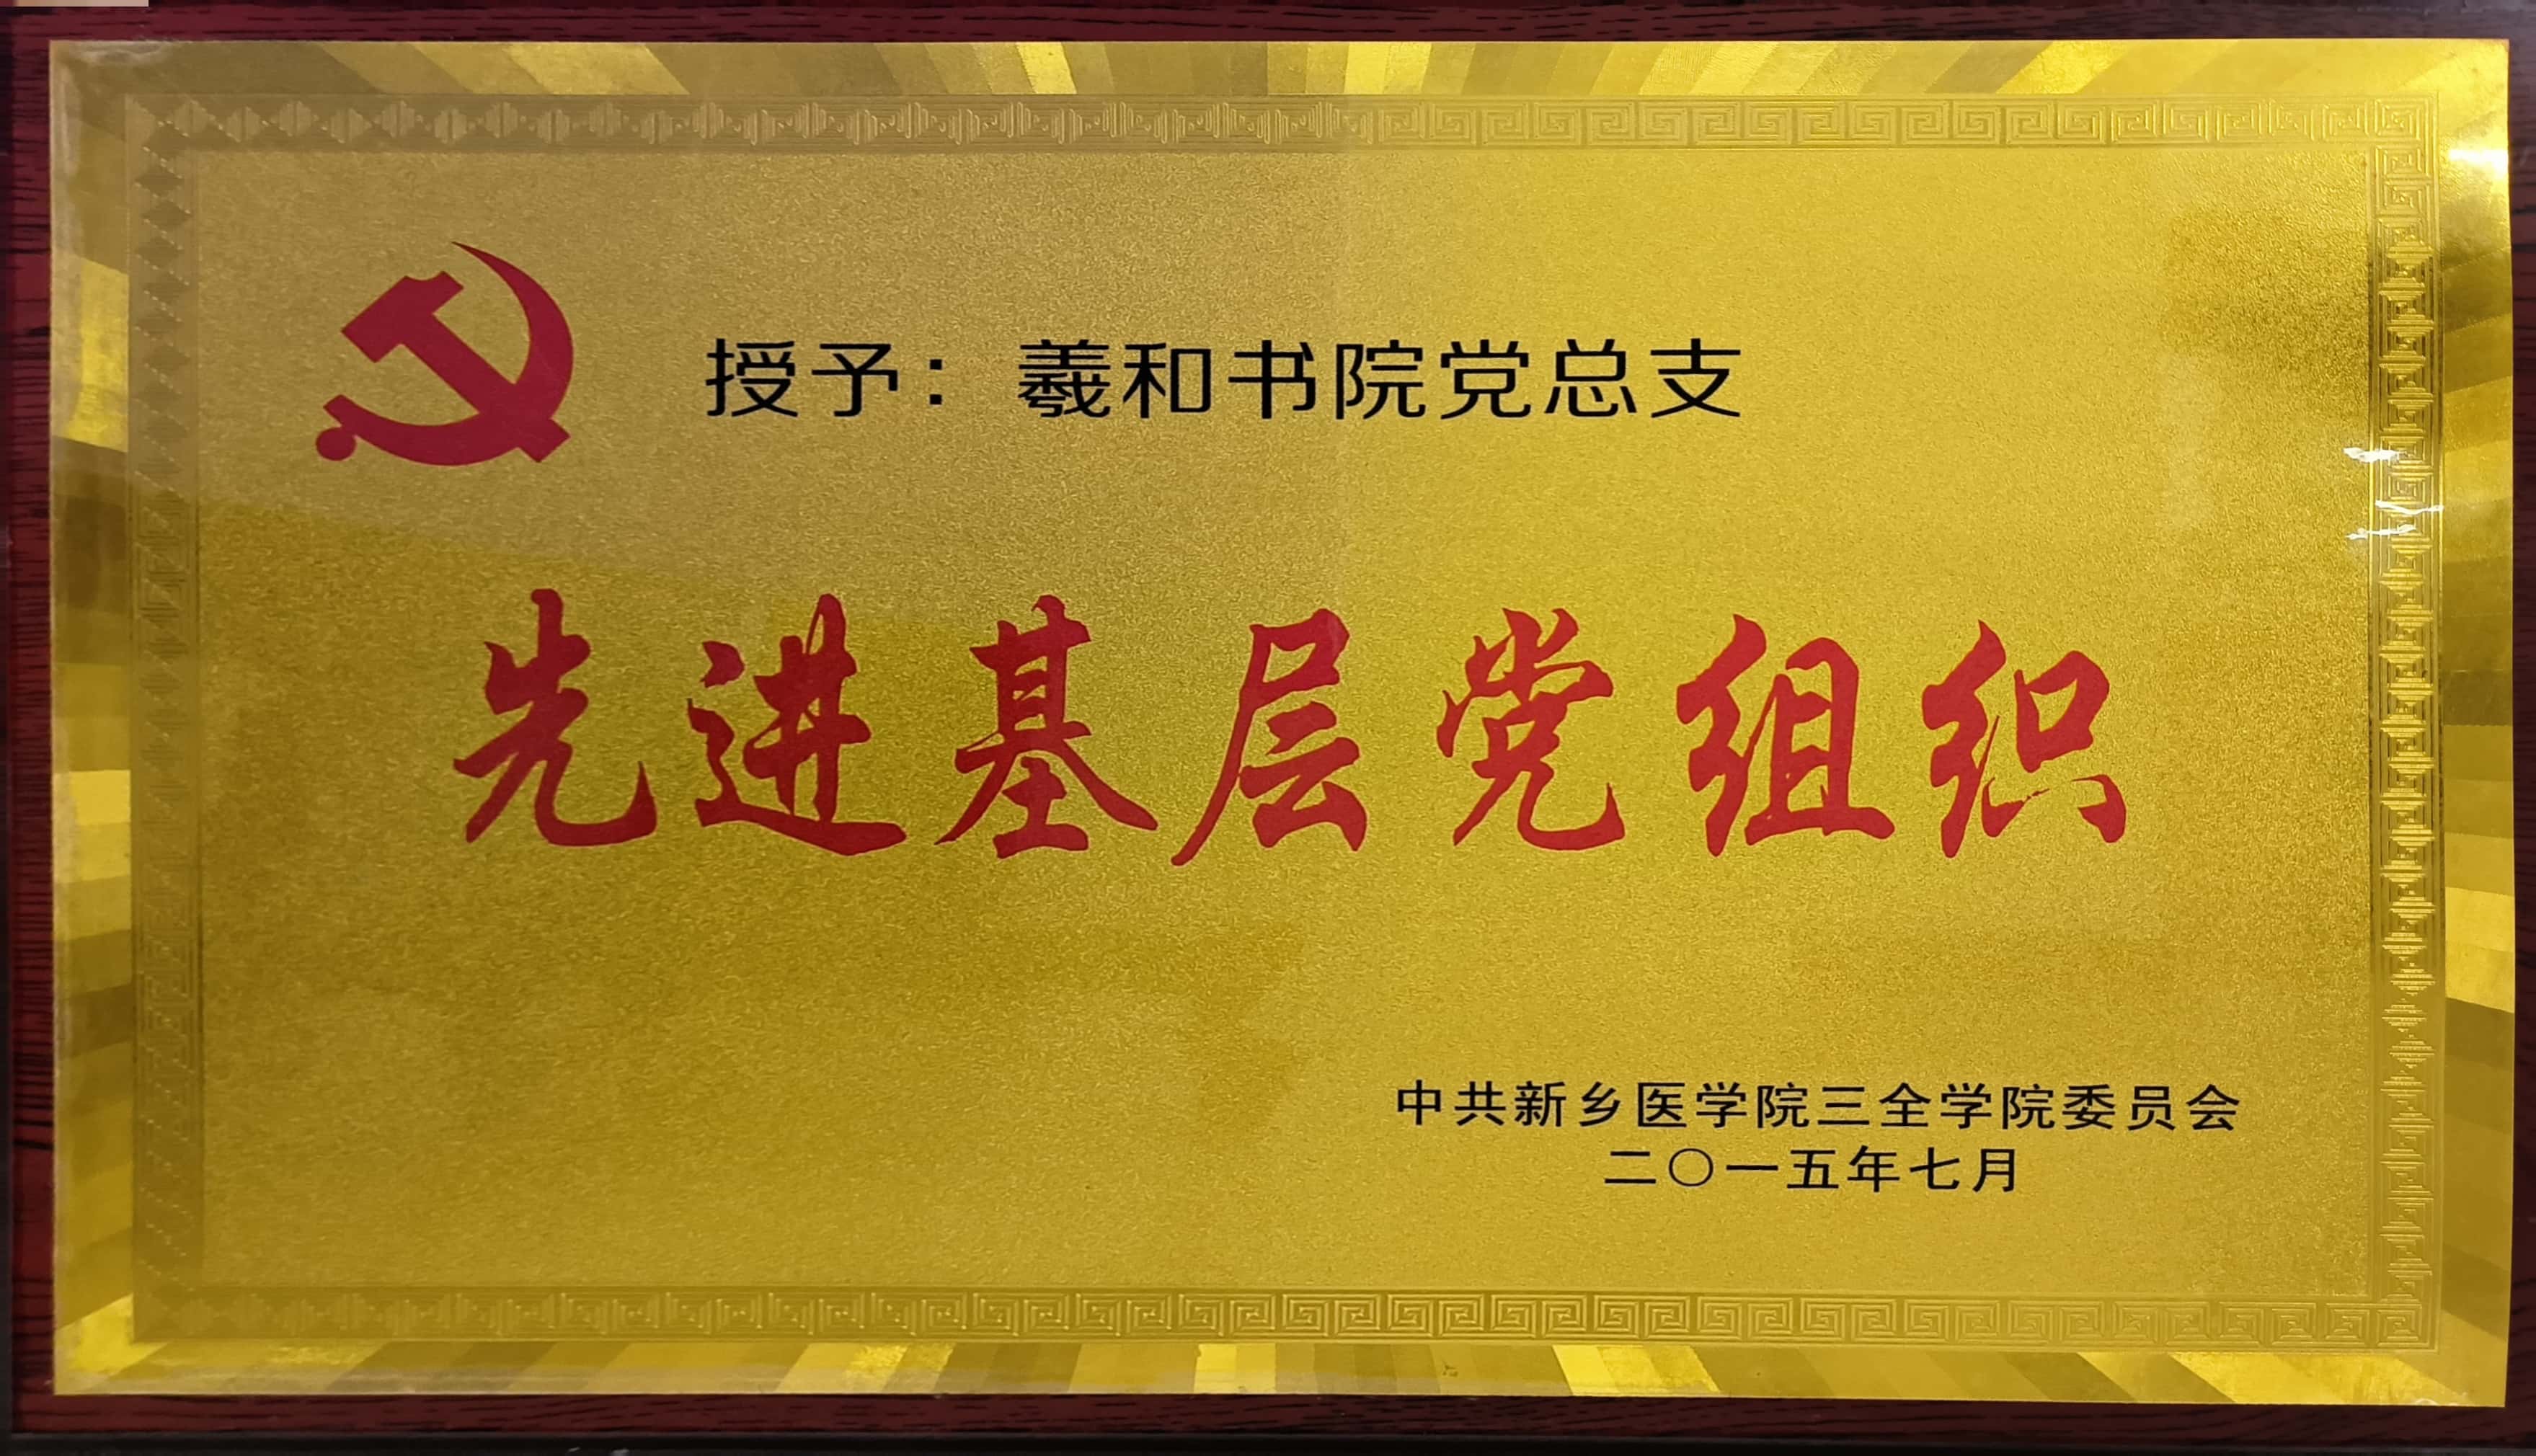 授予：羲和书院党总支
先进基层党组织
中共新乡医学院三全学院委员会
二〇一五年七月